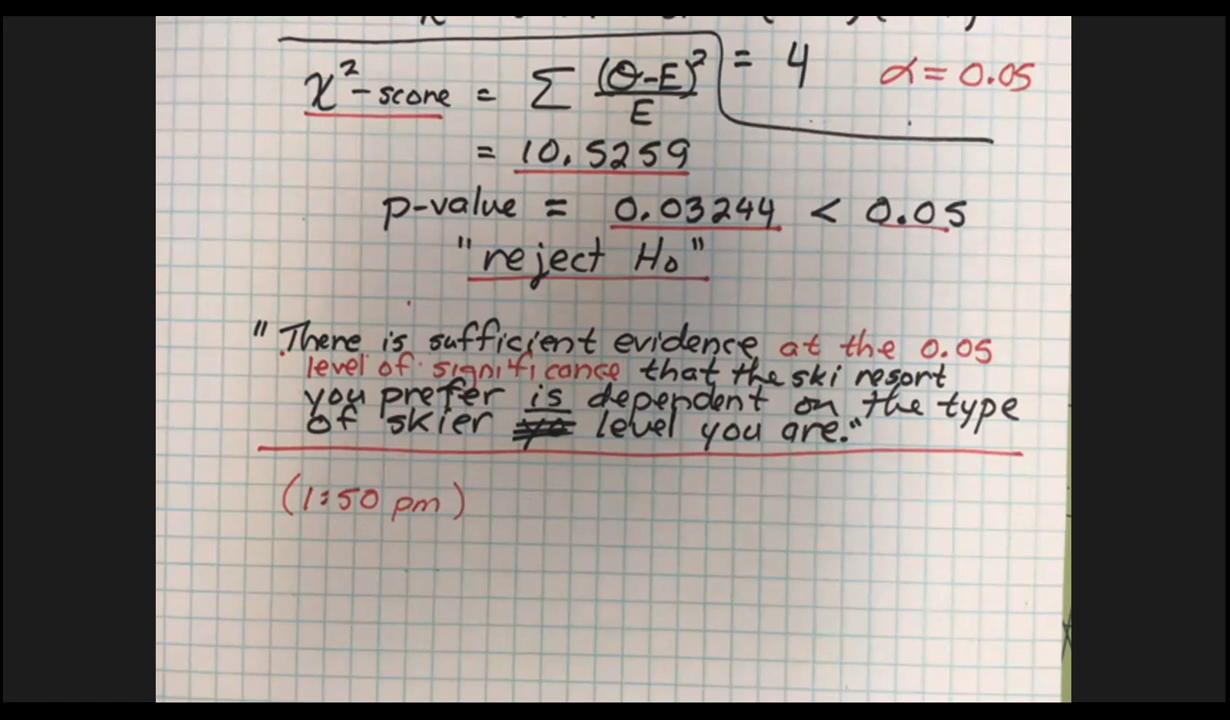 = 4 α = 0.05
χ²-score = Σ (O-E)² / E
= 10.5259
p-value = 0.03244 < 0.05
"reject H₀"
"There is sufficient evidence at the 0.05
level of significance that the ski resort
you prefer is dependent on the type
of skier level you are."
(1:50 pm)